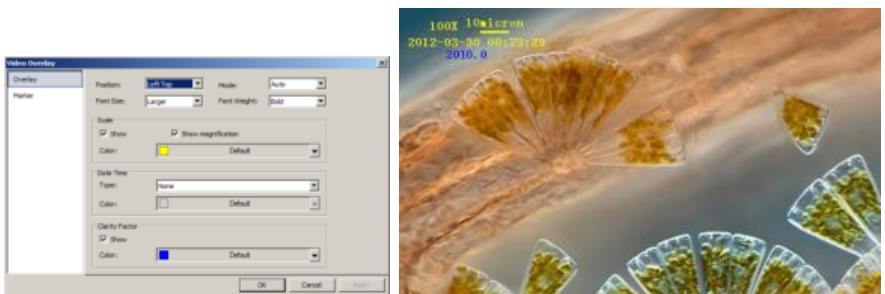 Video Overlay
Overlay
Marker
Position: Left Top Mode: Auto
Font Size: Larger Font Weight: Bold
Scale
Show Show magnification
Color: Default
Date Time
Type: None
Color: Default
Clarity Factor
Show
Color: Default
OK Cancel Apply
100X 10micron
2012-03-30 00:23:29
2010.0